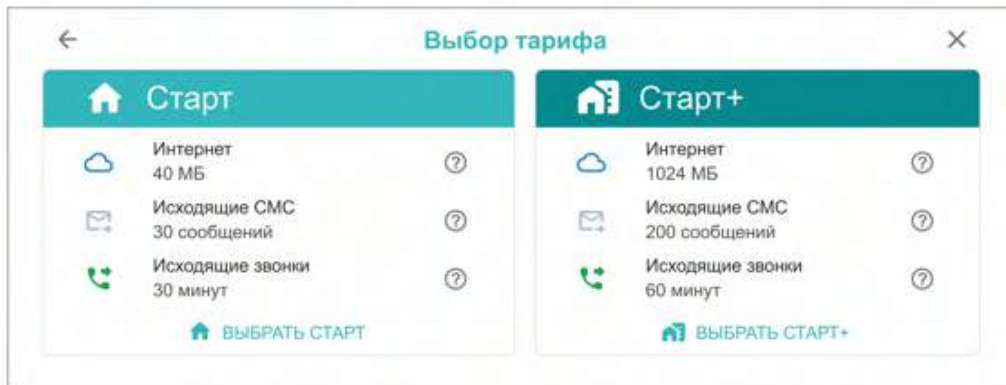 Выбор тарифа
Старт
Интернет
40 МБ
Исходящие СМС
30 сообщений
Исходящие звонки
30 минут
ВЫБРАТЬ СТАРТ
Старт+
Интернет
1024 МБ
Исходящие СМС
200 сообщений
Исходящие звонки
60 минут
ВЫБРАТЬ СТАРТ+